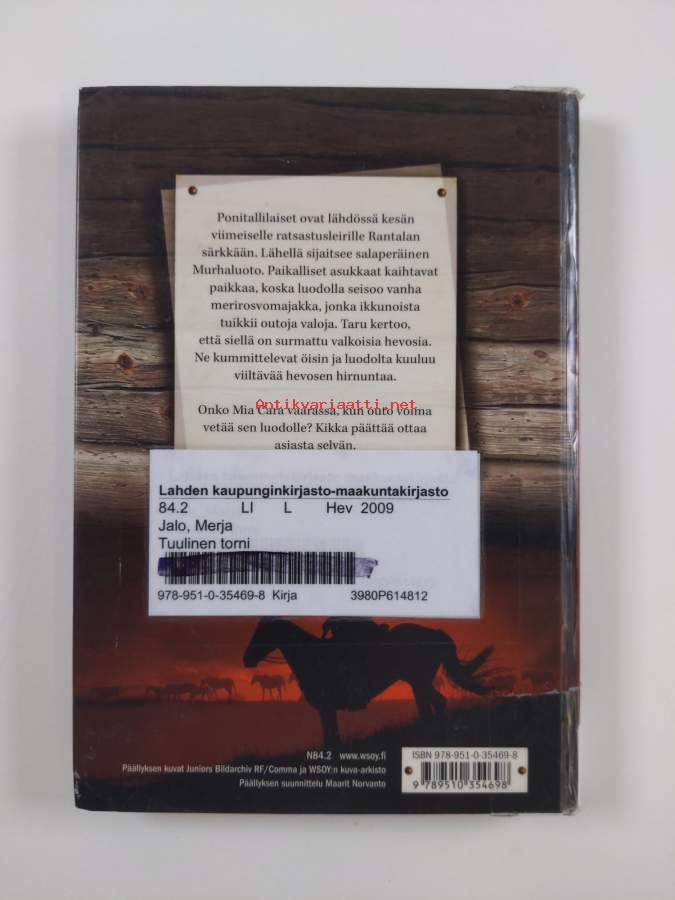 Ponitallilaiset ovat lähdössä kesän
viimeiselle ratsastusleirille Rantalan
särkkään. Lähellä sijaitsee salaperäinen
Murhaluoto. Paikalliset asukkaat kaihtavat
paikkaa, koska luodolla seisoo vanha
merirosvomajakka, jonka ikkunoista
tuikkii outoja valoja. Taru kertoo,
että siellä on surmattu valkoisia hevosia.
Ne kummittelevat öisin ja luodolta kuuluu
viiltävää hevosen hirnuntaa.
Antikvariaatti.net
Onko Mia Cara vaarassa, kun outo voima
vetää sen luodolle? Kikka päättää ottaa
asiasta selvän.
Lahden kaupunginkirjasto-maakuntakirjasto
84.2 LI L Hev 2009
Jalo, Merja
Tuulinen torni
978-951-0-35469-8 Kirja 3980P614812
N84.2 www.wsoy.fi
Päällyksen kuvat Juniors Bildarchiv RF/Comma ja WSOY:n kuva-arkisto
Päällyksen suunnittelu Maarit Norvanto
ISBN 978-951-0-35469-8
9 789510 354698